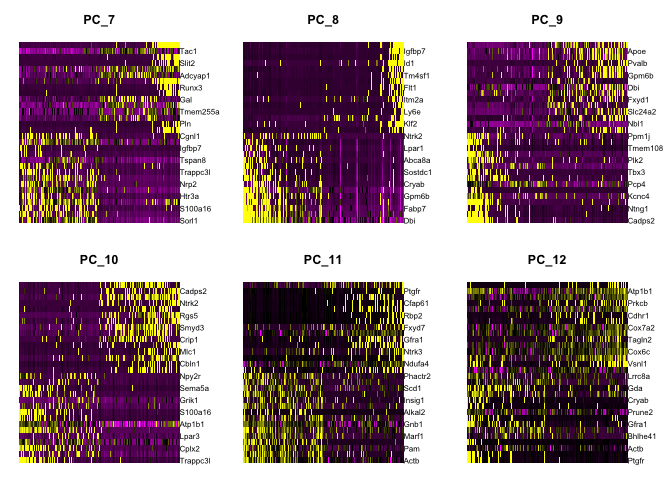 PC_7
Tac1
Slit2
Adcyap1
Runx3
Gal
Tmem255a
Pln
Cgnl1
Igfbp7
Tspan8
Trappc3l
Nrp2
Htr3a
S100a16
Sorl1
PC_8
Igfbp7
Id1
Tm4sf1
Flt1
Itm2a
Ly6e
Klf2
Ntrk2
Lpar1
Abca8a
Sostdc1
Cryab
Gpm6b
Fabp7
Dbi
PC_9
Apoe
Pvalb
Gpm6b
Dbi
Fxyd1
Slc24a2
Nbl1
Ppm1j
Tmem108
Plk2
Tbx3
Pcp4
Kcnc4
Ntng1
Cadps2
PC_10
Cadps2
Ntrk2
Rgs5
Smyd3
Crip1
Mlc1
Cbln1
Npy2r
Sema5a
Grik1
S100a16
Atp1b1
Lpar3
Cplx2
Trappc3l
PC_11
Ptgfr
Cfap61
Rbp2
Fxyd7
Gfra1
Ntrk3
Ndufa4
Phactr2
Scd1
Insig1
Alkal2
Gnb1
Marf1
Pam
Actb
PC_12
Atp1b1
Prkcb
Cdhr1
Cox7a2
Tagln2
Cox6c
Vsnl1
Lrrc8a
Gda
Cryab
Prune2
Gfra1
Bhlhe41
Actb
Ptgfr